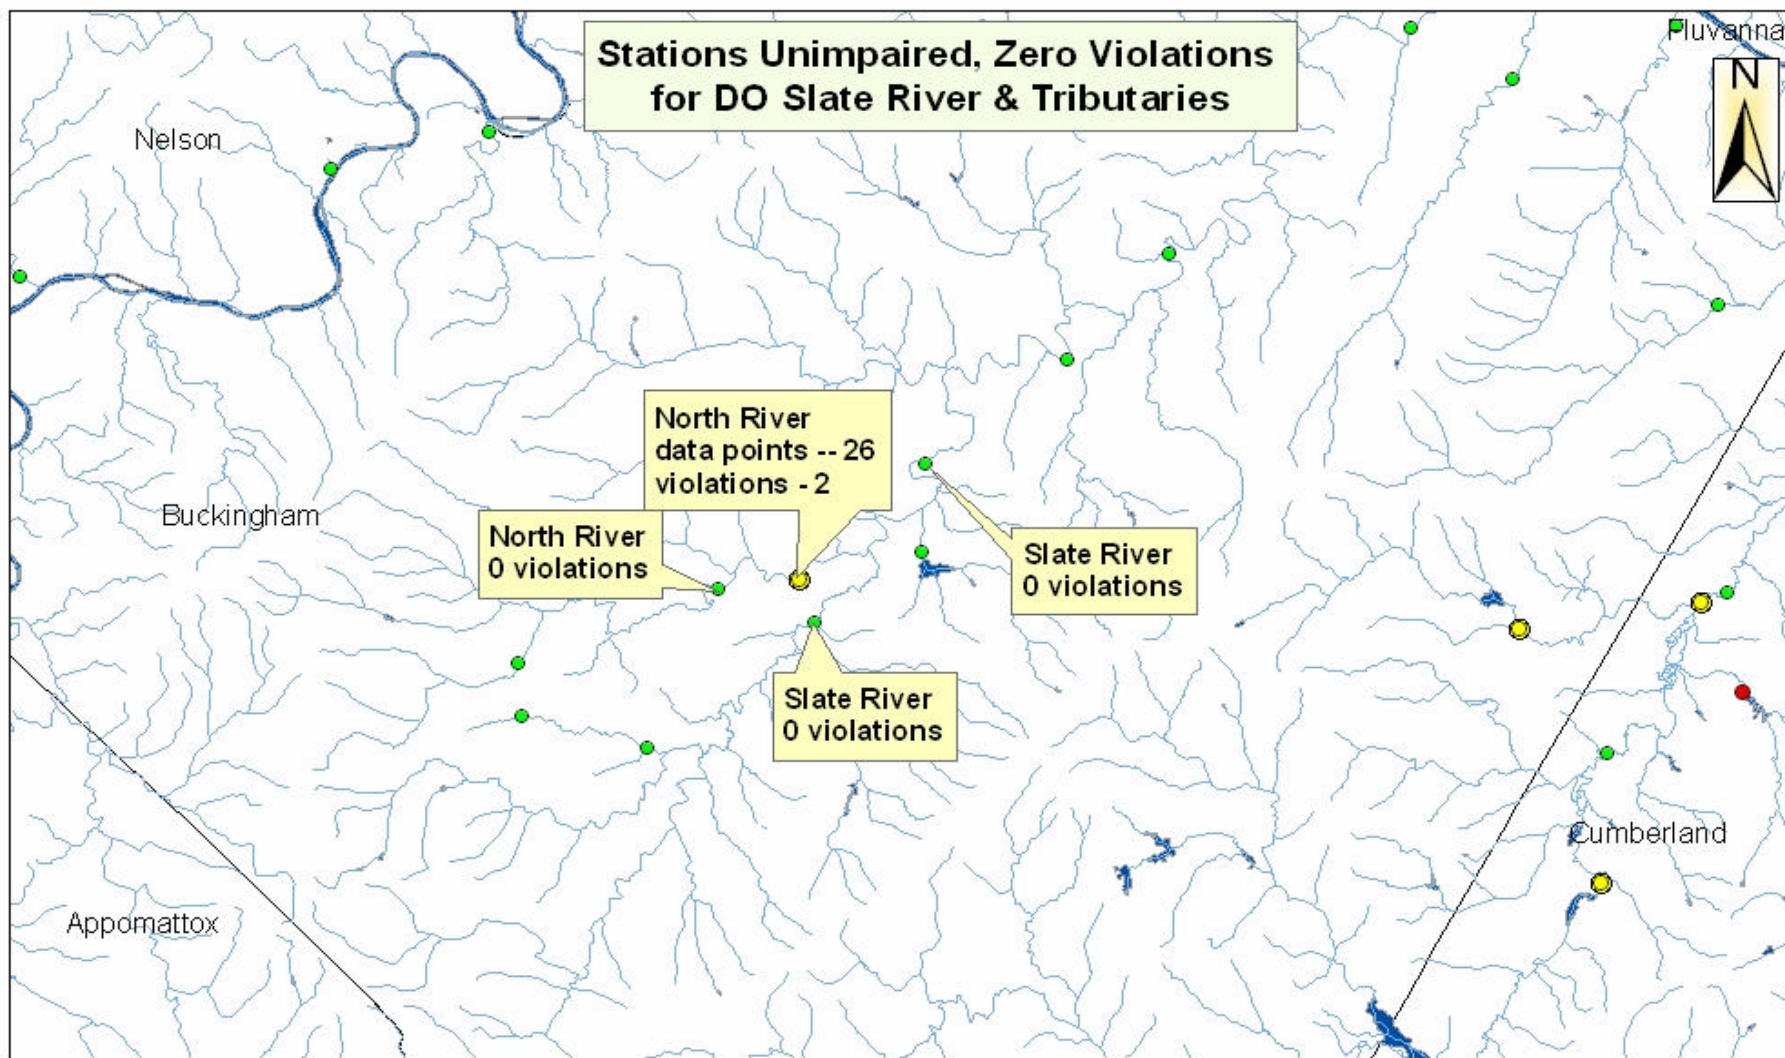 Stations Unimpaired, Zero Violations
for DO Slate River & Tributaries
Fluvanna
N
Nelson
North River
data points -- 26
violations - 2
Buckingham
North River
0 violations
Slate River
0 violations
Slate River
0 violations
Cumberland
Appomattox